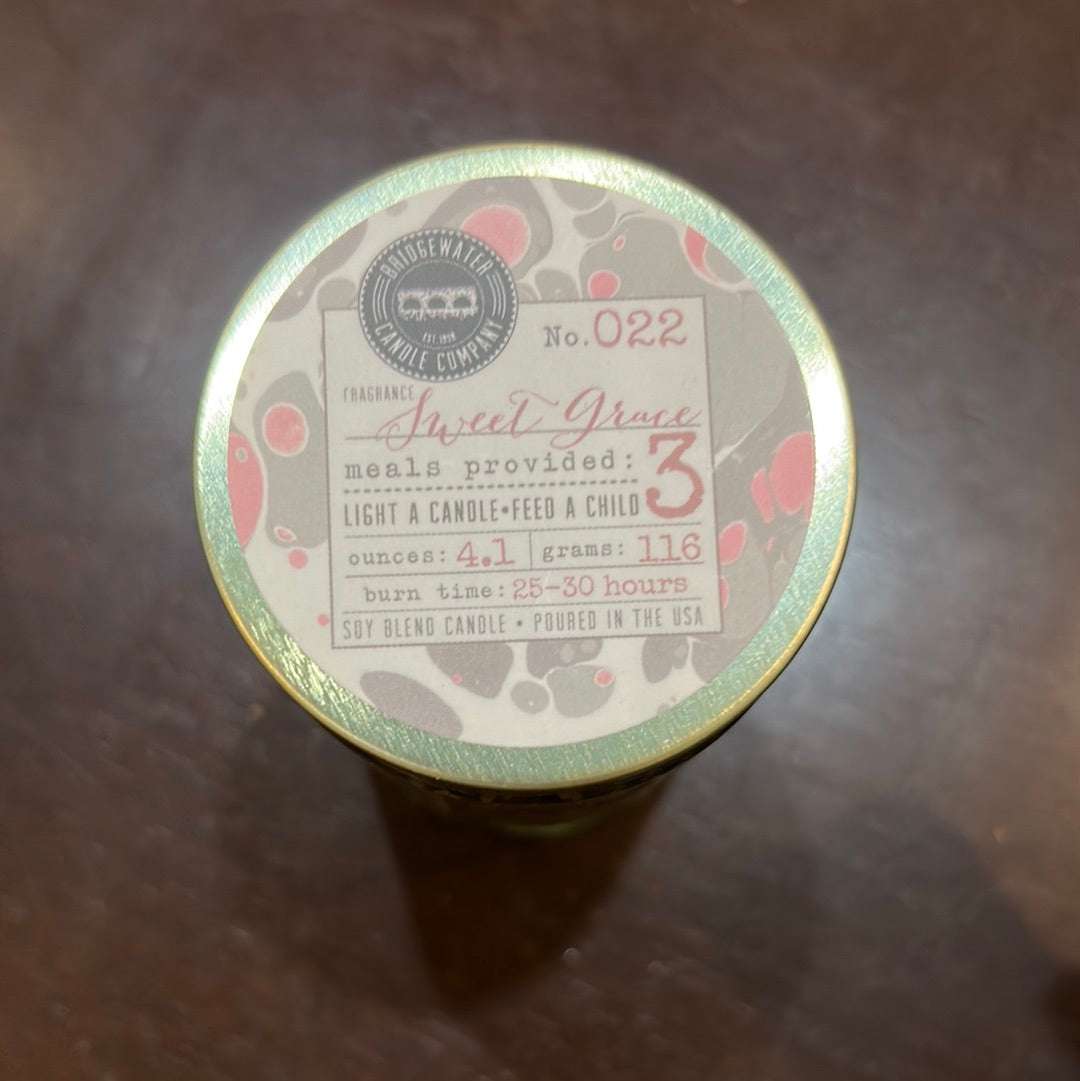 BRIDGEWATER
CANDLE COMPANY
No. 022
FRAGRANCE
Sweet Grace
meals provided: 3
LIGHT A CANDLE•FEED A CHILD
ounces: 4.1
grams: 116
burn time: 25-30 hours
SOY BLEND CANDLE • POURED IN THE USA